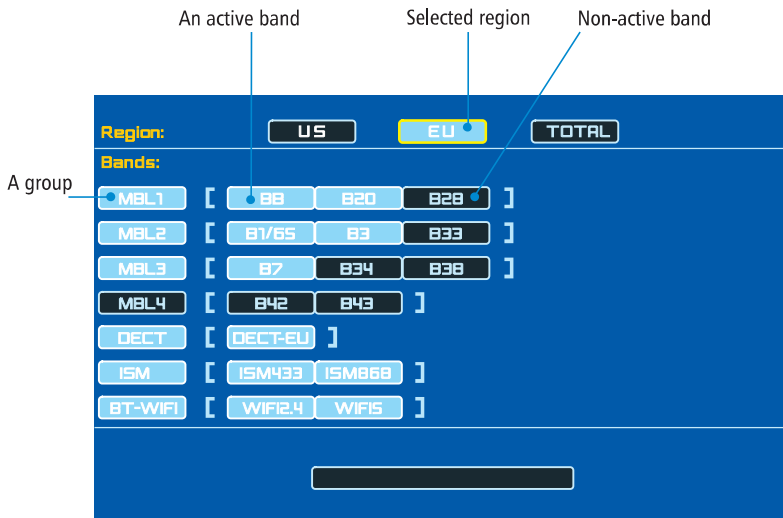 An active band Selected region Non-active band
Region: US EU TOTAL
Bands:
A group
MBL1 [ B8 B20 B28 ]
MBL2 [ B1/65 B3 B33 ]
MBL3 [ B7 B34 B38 ]
MBL4 [ B42 B43 ]
DECT [ DECT-EU ]
ISM [ ISM433 ISM868 ]
BT-WIFI [ WIFI2.4 WIFI5 ]